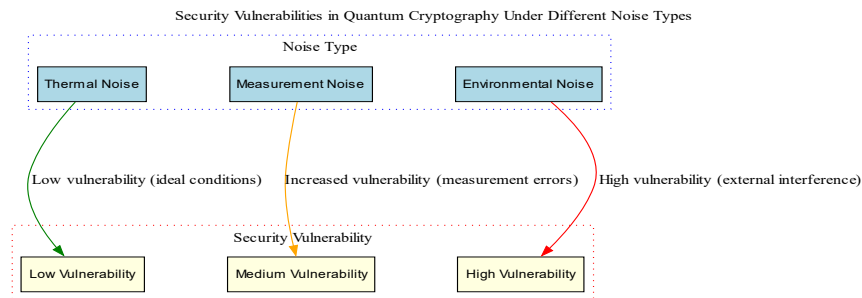 Security Vulnerabilities in Quantum Cryptography Under Different Noise Types
Noise Type
Thermal Noise
Measurement Noise
Environmental Noise
Low vulnerability (ideal conditions)
Increased vulnerability (measurement errors)
High vulnerability (external interference)
Security Vulnerability
Low Vulnerability
Medium Vulnerability
High Vulnerability